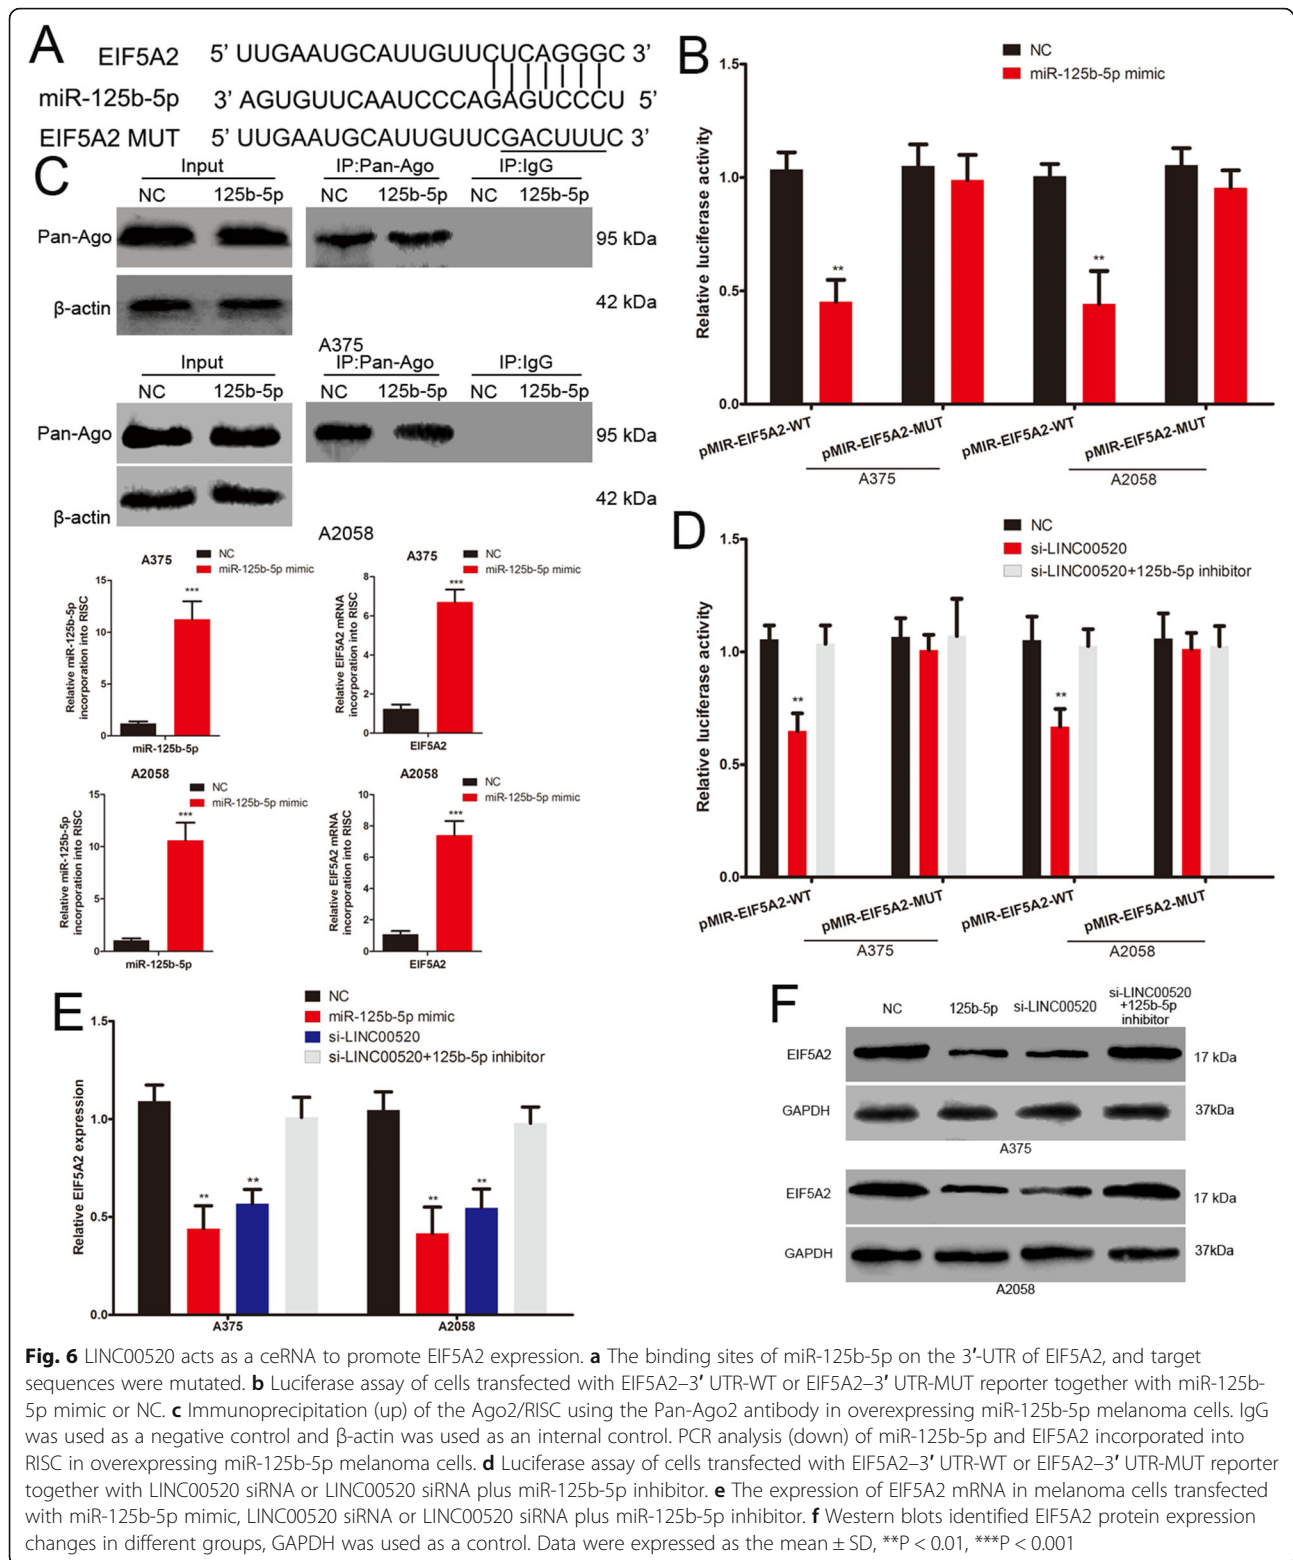 A
EIF5A2 5’ UUGAAUGCAUUGUUCUCAGGGC 3’
miR-125b-5p 3’ AGUGUUCAAUCCCAGAGUCCCU 5’
EIF5A2 MUT 5’ UUGAAUGCAUUGUUCGACUUUC 3’
B
NC
miR-125b-5p mimic
Relative luciferase activity
1.5
1.0
0.5
0.0
** **
pMIR-EIF5A2-WT pMIR-EIF5A2-MUT pMIR-EIF5A2-WT pMIR-EIF5A2-MUT
A375 A2058
C
Input IP:Pan-Ago IP:IgG
NC 125b-5p NC 125b-5p NC 125b-5p
Pan-Ago 95 kDa
β-actin 42 kDa
A375
Input IP:Pan-Ago IP:IgG
NC 125b-5p NC 125b-5p NC 125b-5p
Pan-Ago 95 kDa
β-actin 42 kDa
A2058
A375
NC
miR-125b-5p mimic
Relative miR-125b-5p
incorporation into RISC
15
10
5
0
***
miR-125b-5p
A375
NC
miR-125b-5p mimic
Relative EIF5A2 mRNA
incorporation into RISC
8
6
4
2
0
***
EIF5A2
A2058
NC
miR-125b-5p mimic
Relative miR-125b-5p
incorporation into RISC
15
10
5
0
***
miR-125b-5p
A2058
NC
miR-125b-5p mimic
Relative EIF5A2 mRNA
incorporation into RISC
8
6
4
2
0
***
EIF5A2
D
NC
si-LINC00520
si-LINC00520+125b-5p inhibitor
Relative luciferase activity
1.5
1.0
0.5
0.0
** **
pMIR-EIF5A2-WT pMIR-EIF5A2-MUT pMIR-EIF5A2-WT pMIR-EIF5A2-MUT
A375 A2058
E
NC
miR-125b-5p mimic
si-LINC00520
si-LINC00520+125b-5p inhibitor
Relative EIF5A2 expression
1.5
1.0
0.5
0.0
** ** ** **
A375 A2058
F
NC 125b-5p si-LINC00520 si-LINC00520
+125b-5p
inhibitor
EIF5A2 17 kDa
GAPDH 37kDa
A375
EIF5A2 17 kDa
GAPDH 37kDa
A2058
Fig. 6 LINC00520 acts as a ceRNA to promote EIF5A2 expression. a The binding sites of miR-125b-5p on the 3′-UTR of EIF5A2, and target
sequences were mutated. b Luciferase assay of cells transfected with EIF5A2–3′ UTR-WT or EIF5A2–3′ UTR-MUT reporter together with miR-125b-
5p mimic or NC. c Immunoprecipitation (up) of the Ago2/RISC using the Pan-Ago2 antibody in overexpressing miR-125b-5p melanoma cells. IgG
was used as a negative control and β-actin was used as an internal control. PCR analysis (down) of miR-125b-5p and EIF5A2 incorporated into
RISC in overexpressing miR-125b-5p melanoma cells. d Luciferase assay of cells transfected with EIF5A2–3′ UTR-WT or EIF5A2–3′ UTR-MUT reporter
together with LINC00520 siRNA or LINC00520 siRNA plus miR-125b-5p inhibitor. e The expression of EIF5A2 mRNA in melanoma cells transfected
with miR-125b-5p mimic, LINC00520 siRNA or LINC00520 siRNA plus miR-125b-5p inhibitor. f Western blots identified EIF5A2 protein expression
changes in different groups, GAPDH was used as a control. Data were expressed as the mean ± SD, **P < 0.01, ***P < 0.001